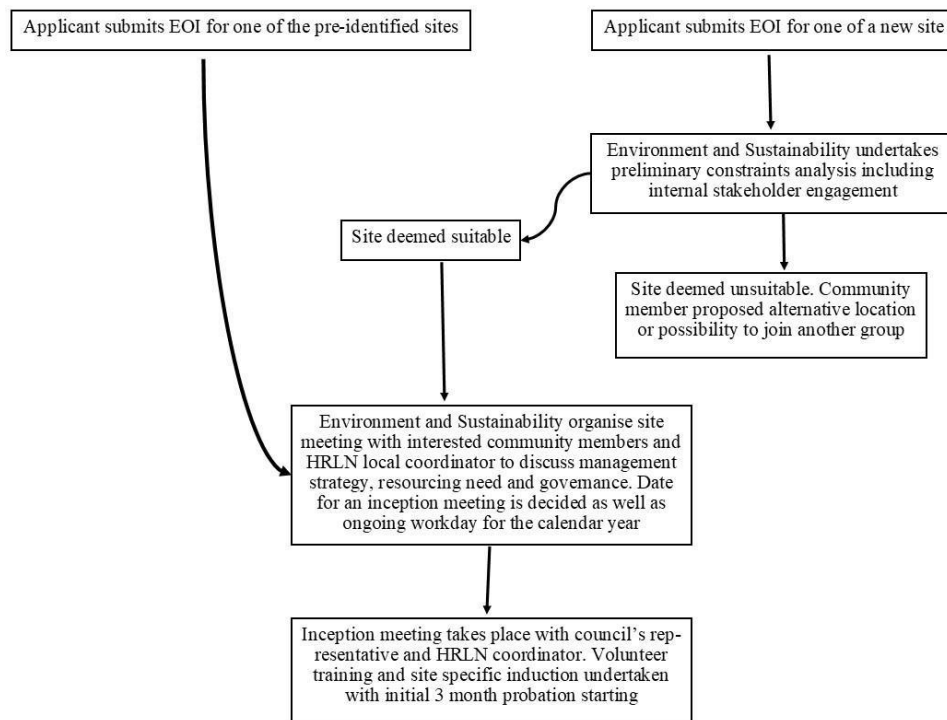 Applicant submits EOI for one of the pre-identified sites
Applicant submits EOI for one of a new site
Environment and Sustainability undertakes
preliminary constraints analysis including
internal stakeholder engagement
Site deemed suitable
Site deemed unsuitable. Community
member proposed alternative location
or possibility to join another group
Environment and Sustainability organise site
meeting with interested community members and
HRLN local coordinator to discuss management
strategy, resourcing need and governance. Date
for an inception meeting is decided as well as
ongoing workday for the calendar year
Inception meeting takes place with council’s rep-
resentative and HRLN coordinator. Volunteer
training and site specific induction undertaken
with initial 3 month probation starting